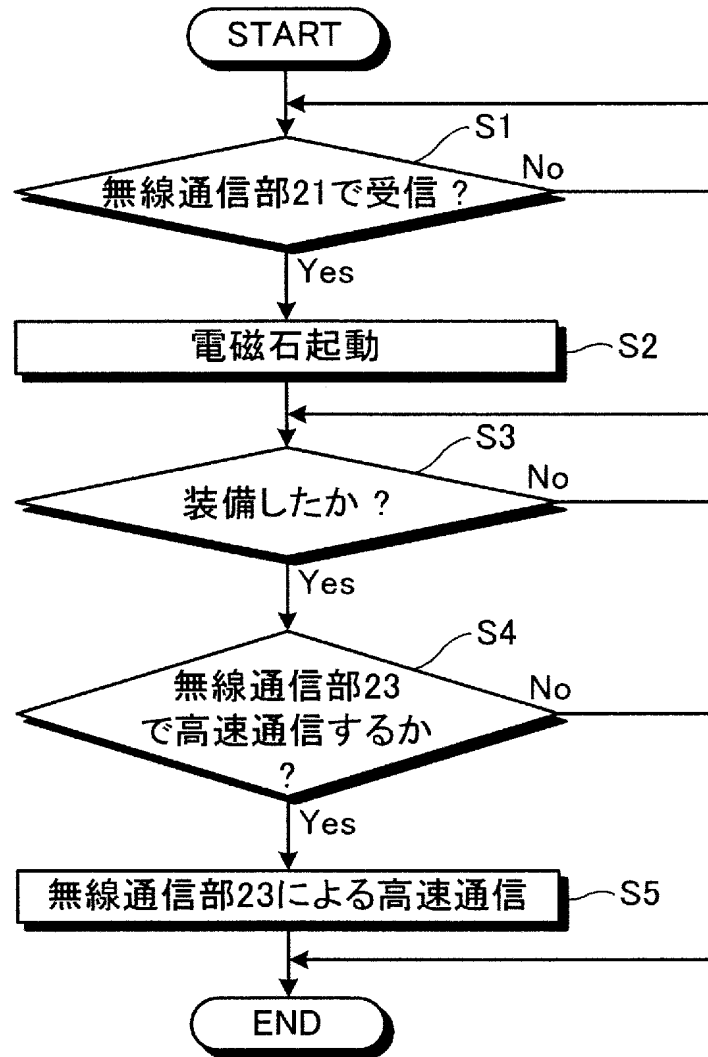 START
S1
無線通信部21で受信 ?
No
Yes
電磁石起動
S2
S3
装備したか ?
No
Yes
S4
無線通信部23
で高速通信するか
?
No
Yes
無線通信部23による高速通信
S5
END